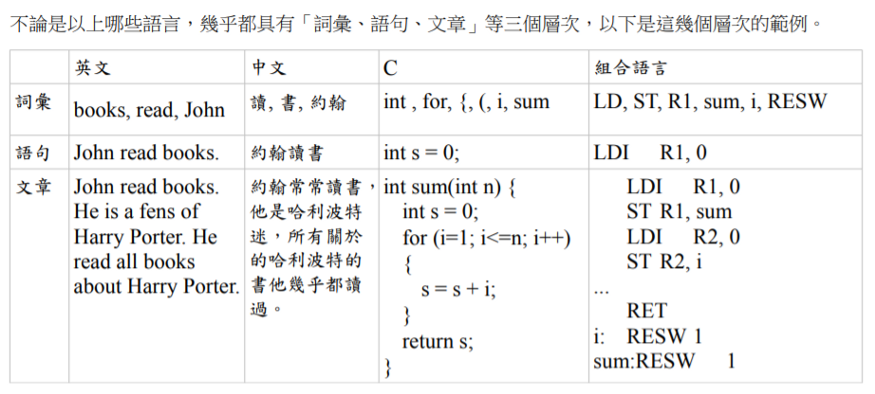 不論是以上哪些語言，幾乎都具有「詞彙、語句、文章」等三個層次，以下是這幾個層次的範例。
英文 中文 C 組合語言
詞彙 books, read, John 讀, 書, 約翰 int , for, {, (, i, sum LD, ST, R1, sum, i, RESW
語句 John read books. 約翰讀書 int s = 0; LDI R1, 0
文章
John read books.
He is a fens of
Harry Porter. He
read all books
about Harry Porter.
約翰常常讀書，
他是哈利波特
迷，所有關於
的哈利波特的
書他幾乎都讀
過。
int sum(int n) {
int s = 0;
for (i=1; i<=n; i++)
{
s = s + i;
}
return s;
}
LDI R1, 0
ST R1, sum
LDI R2, 0
ST R2, i
...
RET
i: RESW 1
sum:RESW 1